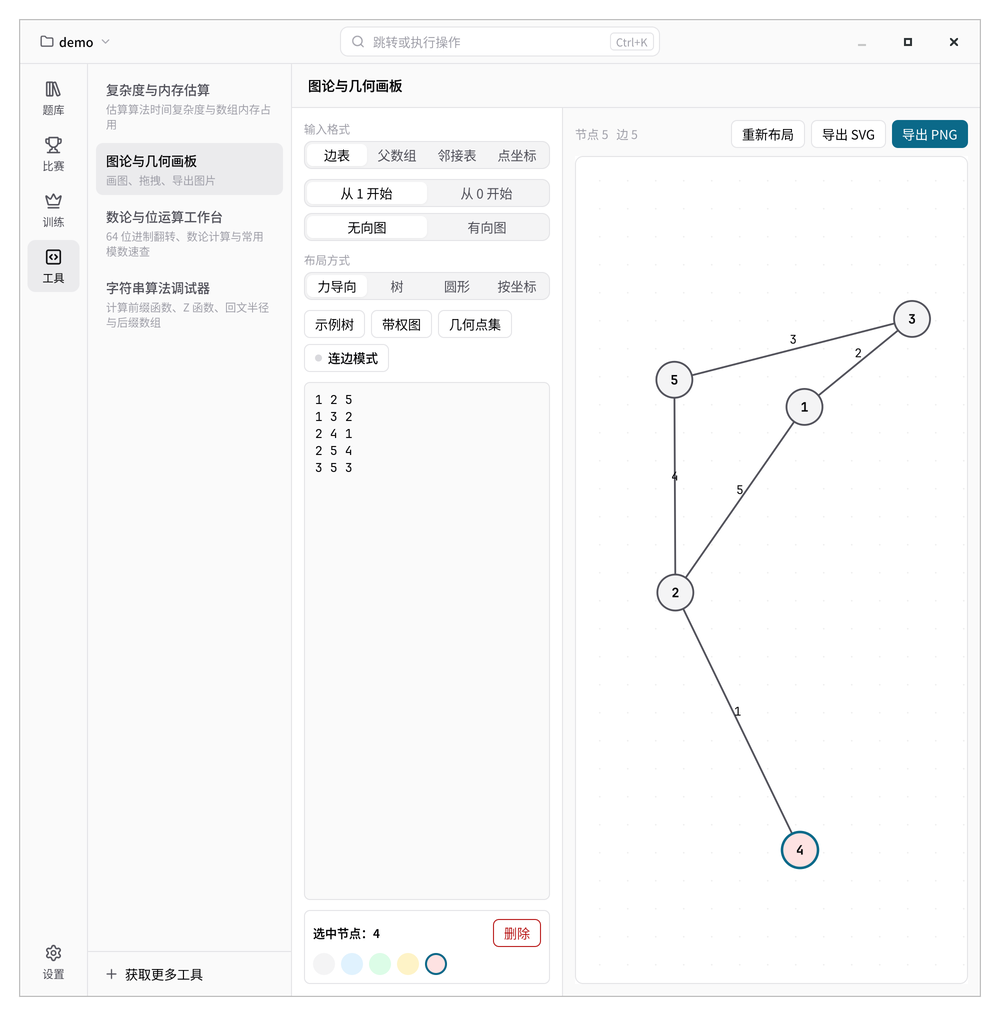 demo
跳转或执行操作
Ctrl+K
题库
比赛
训练
工具
设置
复杂度与内存估算
估算算法时间复杂度与数组内存占
用
图论与几何画板
画图、拖拽、导出图片
数论与位运算工作台
64 位进制翻转、数论计算与常用
模数速查
字符串算法调试器
计算前缀函数、Z 函数、回文半径
与后缀数组
获取更多工具
图论与几何画板
输入格式
边表 父数组 邻接表 点坐标
从 1 开始 从 0 开始
无向图 有向图
布局方式
力导向 树 圆形 按坐标
示例树 带权图 几何点集
连边模式
1 2 5
1 3 2
2 4 1
2 5 4
3 5 3
选中节点：4
删除
节点 5 边 5
重新布局 导出 SVG 导出 PNG
3
3
2
5
1
4
5
2
1
4